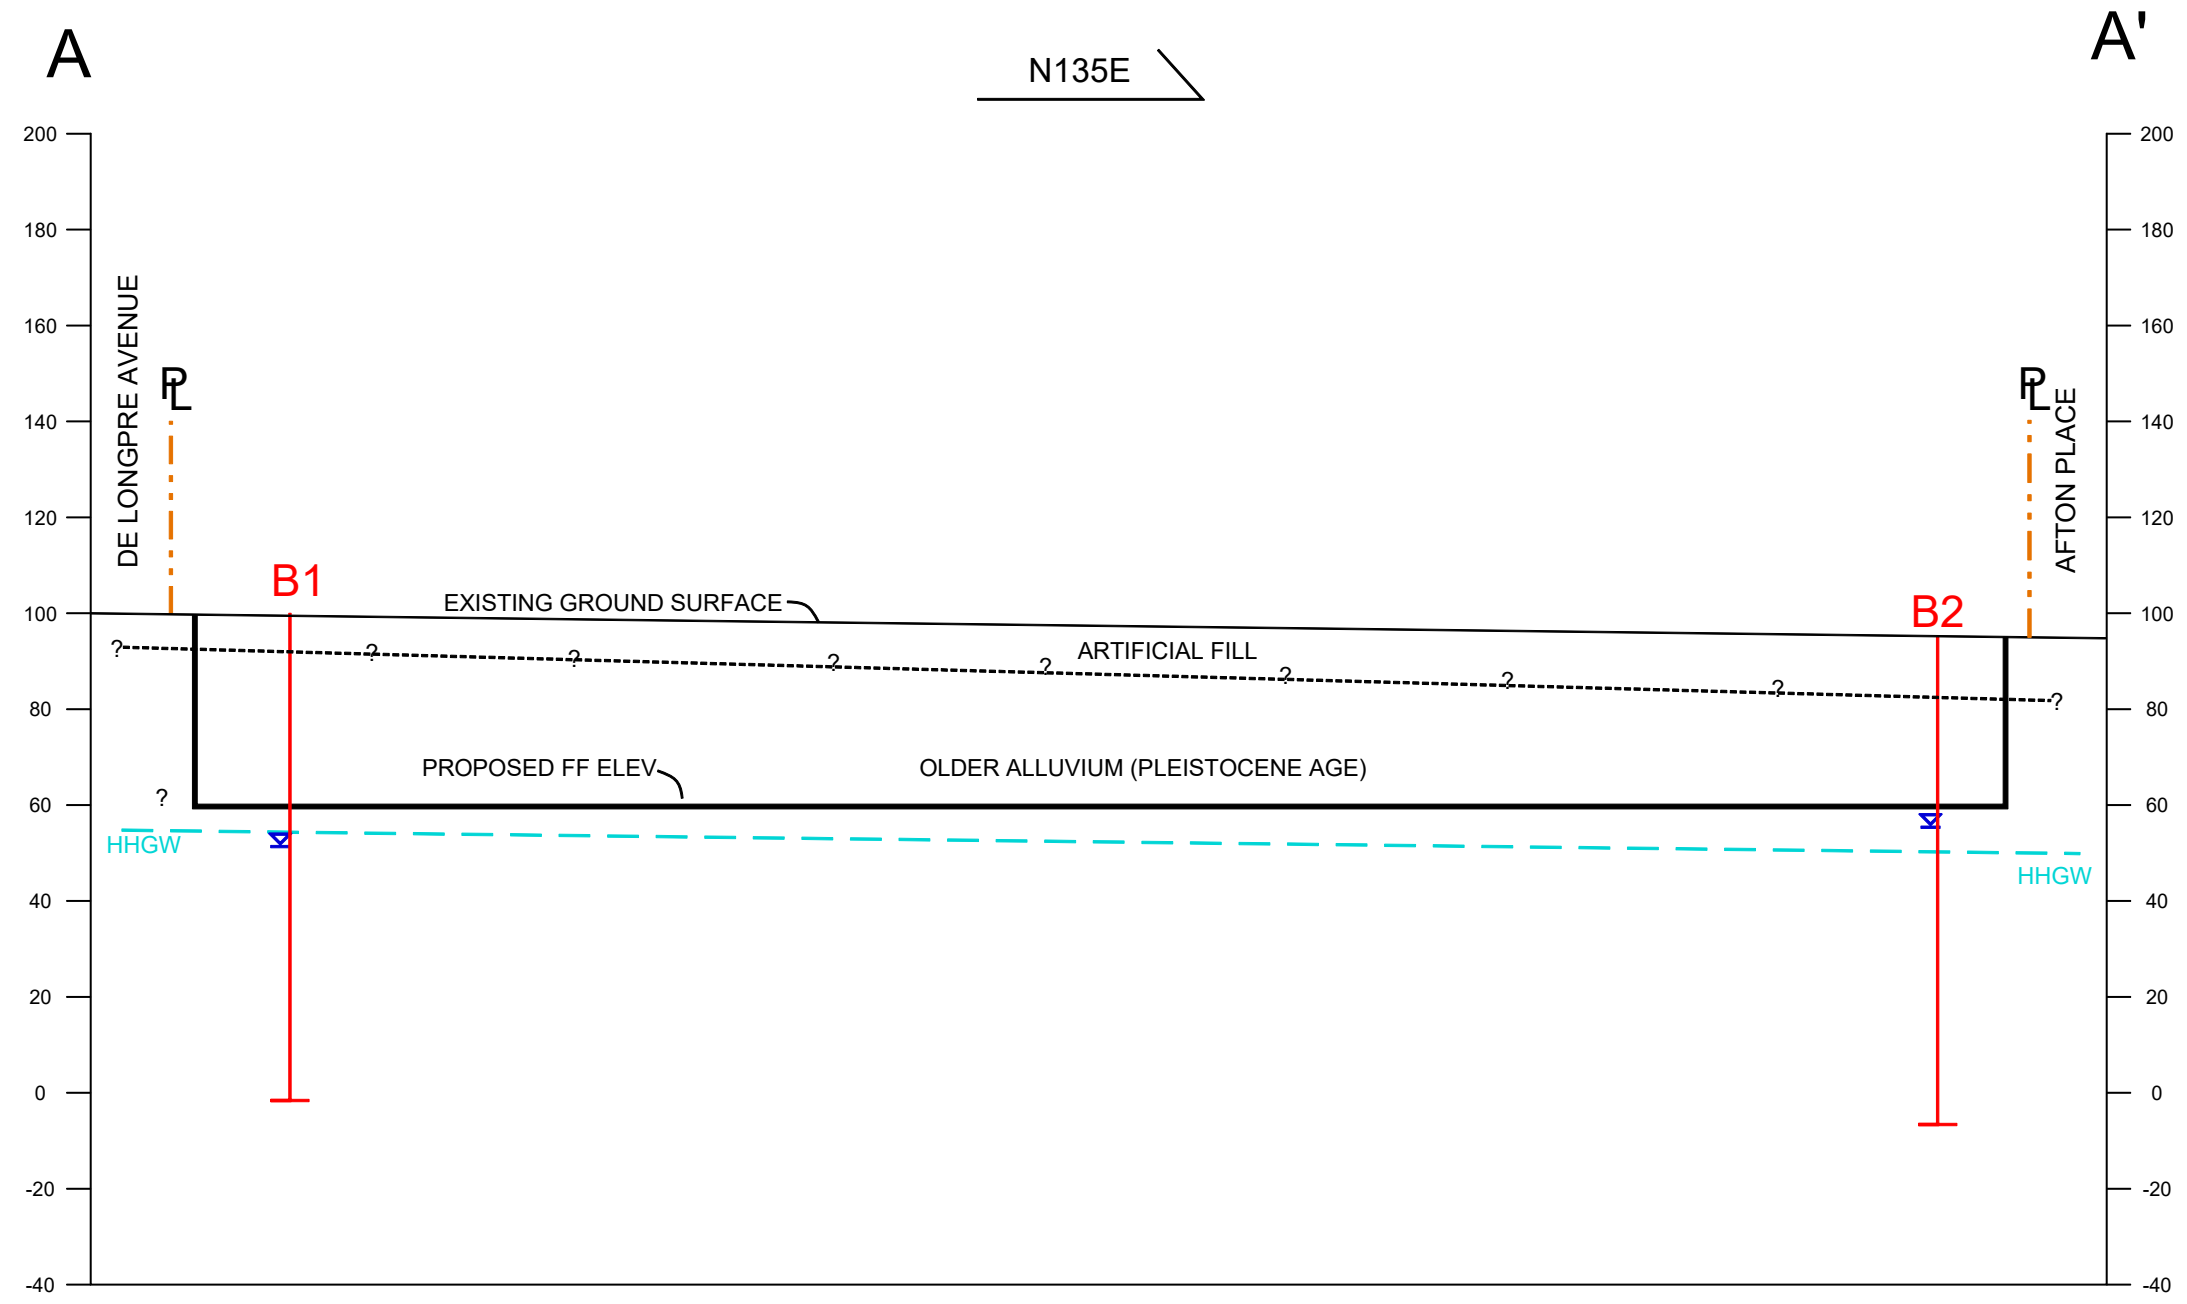 A
A'
N135E
200
200
180
180
160
160
140
140
120
120
100
100
80
80
60
60
40
40
20
20
0
0
-20
-20
-40
-40
DE LONGPRE AVENUE
PL
PL
AFTON PLACE
B1
B2
EXISTING GROUND SURFACE
ARTIFICIAL FILL
?
?
?
?
?
?
?
?
?
PROPOSED FF ELEV
OLDER ALLUVIUM (PLEISTOCENE AGE)
?
HHGW
HHGW